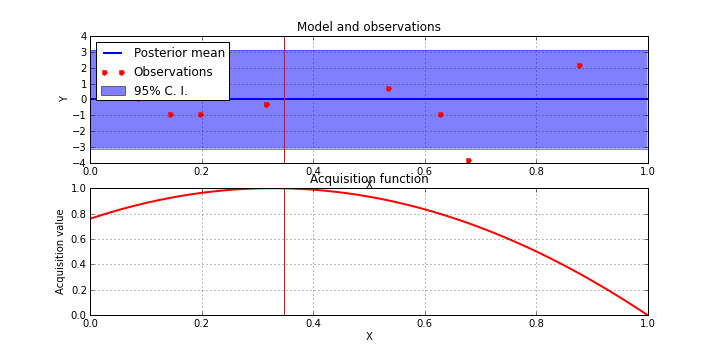 Model and observations
4
3
2
1
0
−1
−2
−3
−4
Y
Posterior mean
Observations
95% C. I.
0.0 0.2 0.4 0.6 0.8 1.0
X
Acquisition function
1.0
0.8
0.6
0.4
0.2
0.0
Acquisition value
0.0 0.2 0.4 0.6 0.8 1.0
X